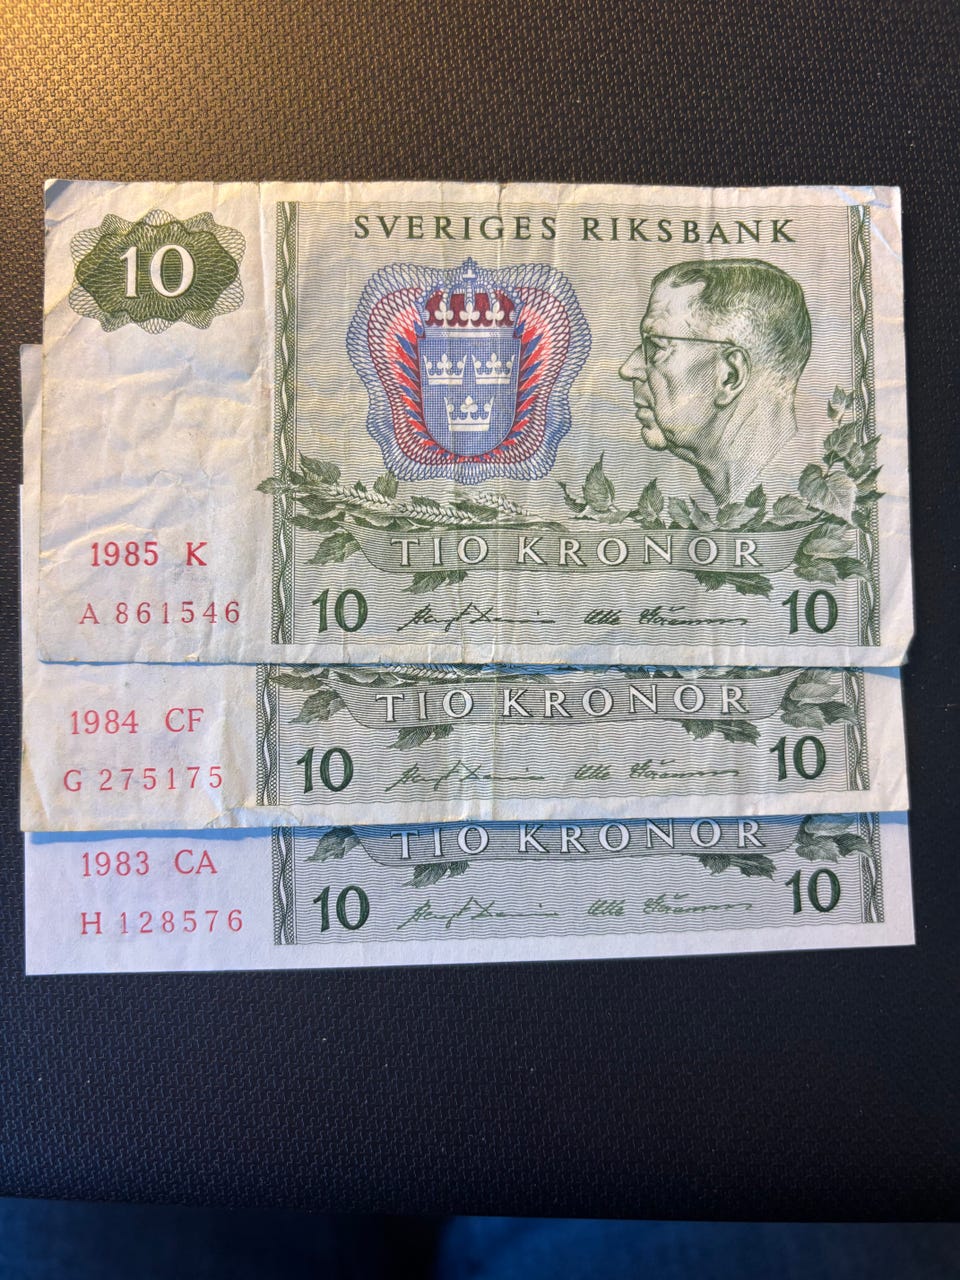 SVERIGES RIKSBANK
10
TIO KRONOR
1985 K
A 861546
10 10
TIO KRONOR
1984 CF
G 275175
10 10
TIO KRONOR
1983 CA
H 128576
10 10